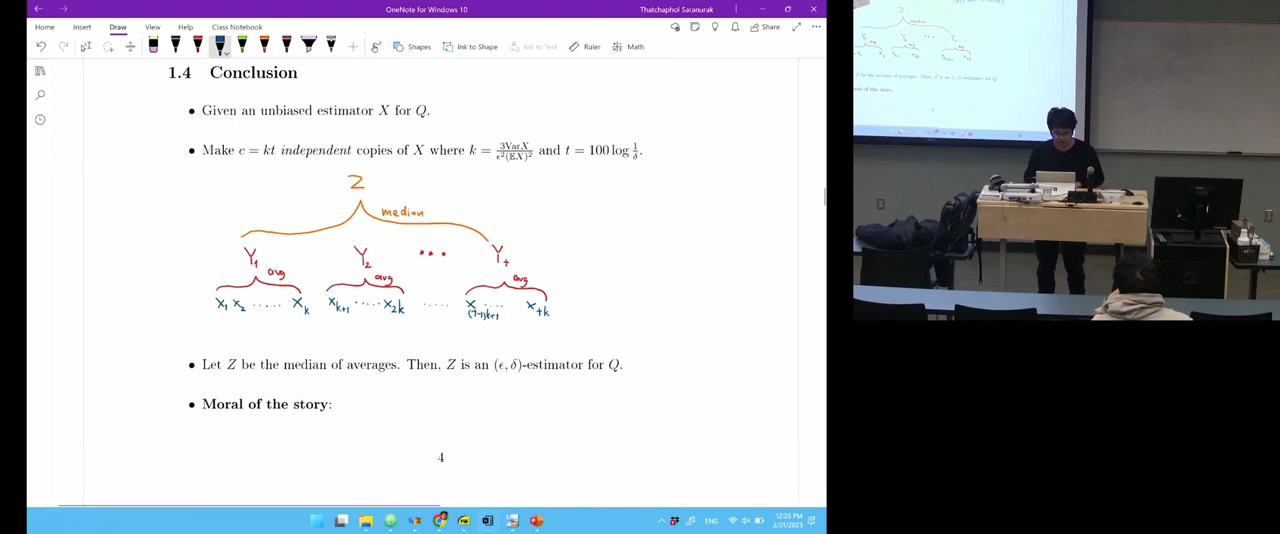 OneNote for Windows 10
Thatchaphol Saranurak
Home Insert Draw View Help Class Notebook
Share
Shapes Ink to Shape Ink to Text Ruler Math
1.4 Conclusion
• Given an unbiased estimator X for Q.
• Make c = kt independent copies of X where k = 3VarX / ϵ²(𝔼X)² and t = 100 log 1/δ.
Z
median
Y₁ Y₂ ••• Yₜ
avg avg avg
X₁ X₂ ..... Xₖ Xₖ₊₁ ..... X₂ₖ ..... Xₜₖ
• Let Z be the median of averages. Then, Z is an (ϵ, δ)-estimator for Q.
• Moral of the story:
4
ENG
12:25 PM
2/21/2023